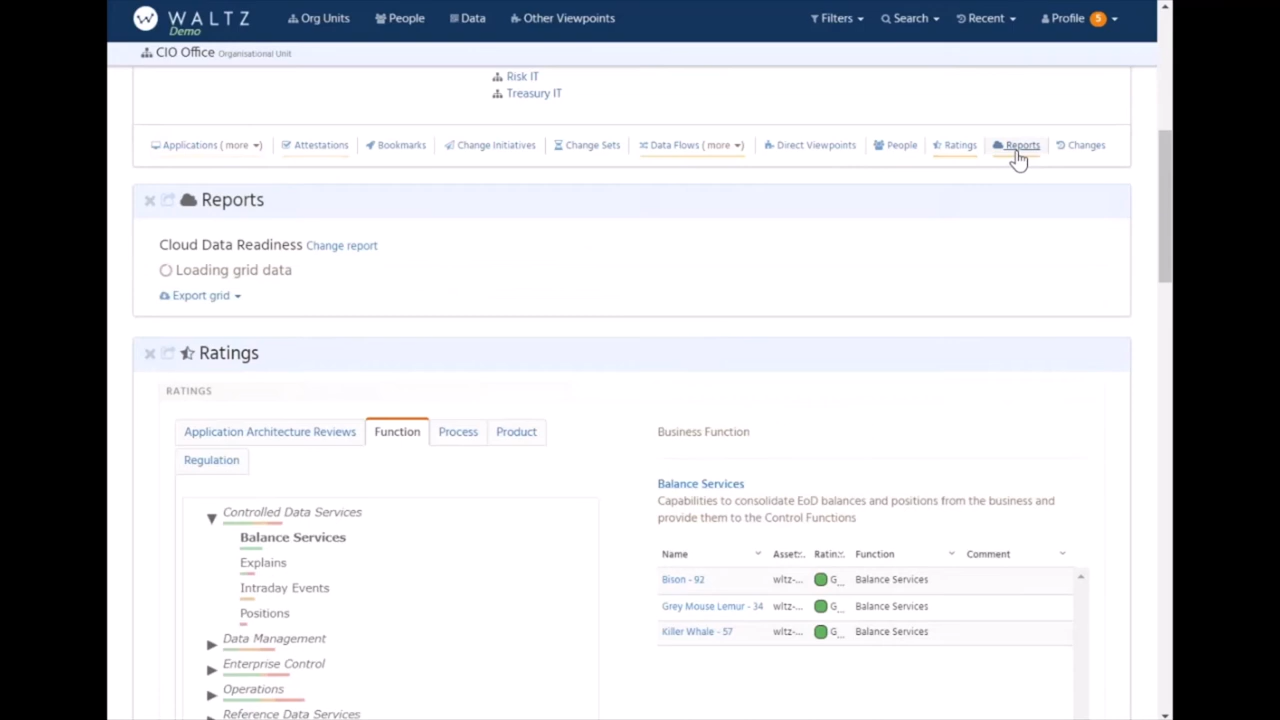 WALTZ Demo Org Units People Data Other Viewpoints Filters Search Recent Profile 5
CIO Office Organisational Unit
Risk IT
Treasury IT
Applications ( more ) Attestations Bookmarks Change Initiatives Change Sets Data Flows ( more ) Direct Viewpoints People Ratings Reports Changes
Reports
Cloud Data Readiness Change report
Loading grid data
Export grid
Ratings
RATINGS
Application Architecture Reviews Function Process Product
Regulation
Controlled Data Services
Balance Services
Explains
Intraday Events
Positions
Data Management
Enterprise Control
Operations
Reference Data Services
Business Function
Balance Services
Capabilities to consolidate EoD balances and positions from the business and
provide them to the Control Functions
Name Asset... Ratin... Function Comment
Bison - 92 wltz-... G... Balance Services
Grey Mouse Lemur - 34 wltz-... G... Balance Services
Killer Whale - 57 wltz-... G... Balance Services